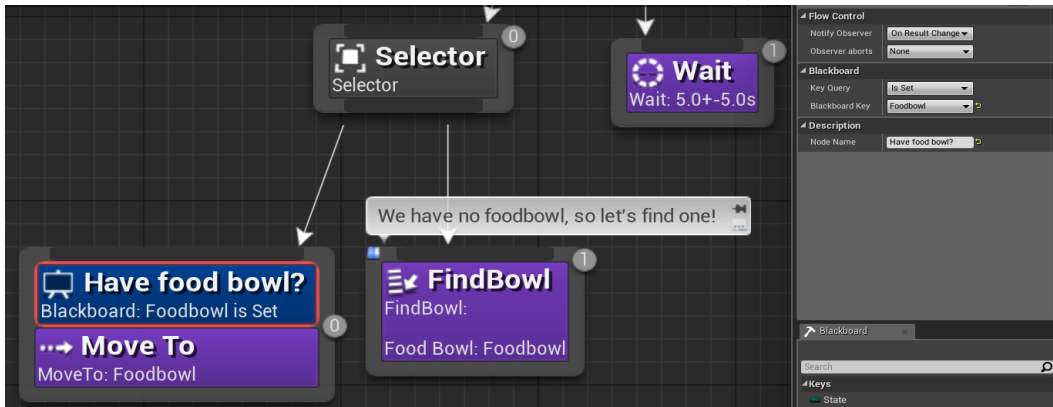 Selector
Selector
0
Wait
Wait: 5.0+-5.0s
1
We have no foodbowl, so let's find one!
Have food bowl?
Blackboard: Foodbowl is Set
Move To
MoveTo: Foodbowl
0
FindBowl
FindBowl:
Food Bowl: Foodbowl
1
Flow Control
Notify Observer On Result Change
Observer aborts None
Blackboard
Key Query Is Set
Blackboard Key Foodbowl
Description
Node Name Have food bowl?
Blackboard
Search
Keys
State